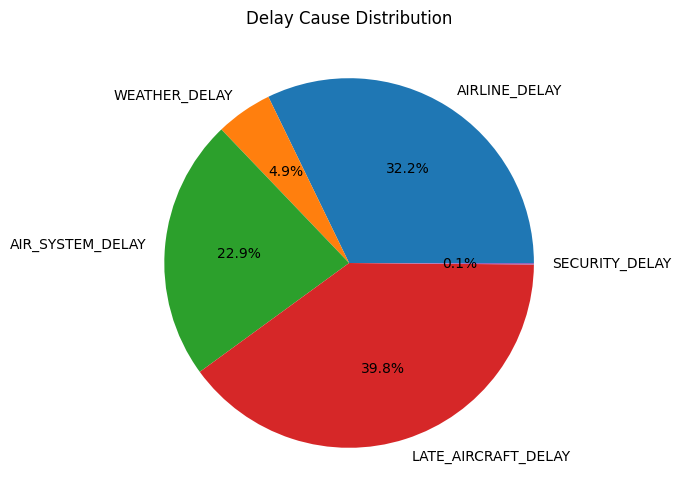 Delay Cause Distribution
AIRLINE_DELAY
WEATHER_DELAY
32.2%
4.9%
AIR_SYSTEM_DELAY
22.9%
0.1%
SECURITY_DELAY
39.8%
LATE_AIRCRAFT_DELAY